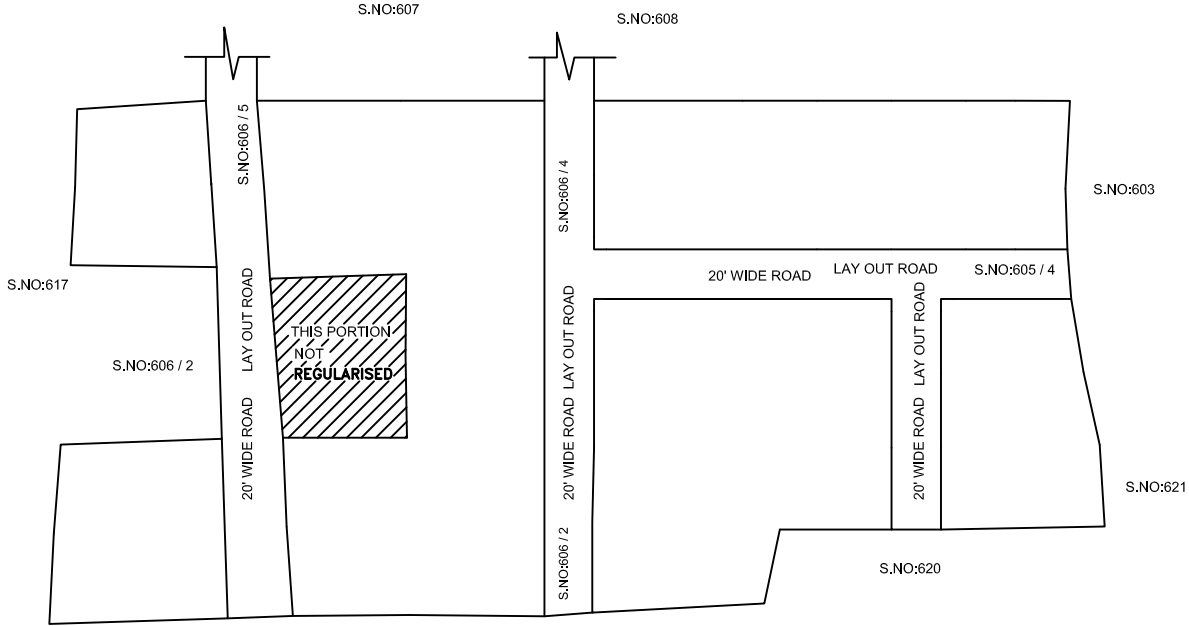 S.NO:607
S.NO:608
S.NO:606 / 5
S.NO:606 / 4
S.NO:603
20' WIDE ROAD LAY OUT ROAD S.NO:605 / 4
S.NO:617
20' WIDE ROAD LAY OUT ROAD
THIS PORTION
NOT
REGULARISED
20' WIDE ROAD LAY OUT ROAD
20' WIDE ROAD LAY OUT ROAD
S.NO:606 / 2
S.NO:621
S.NO:606 / 2
S.NO:620